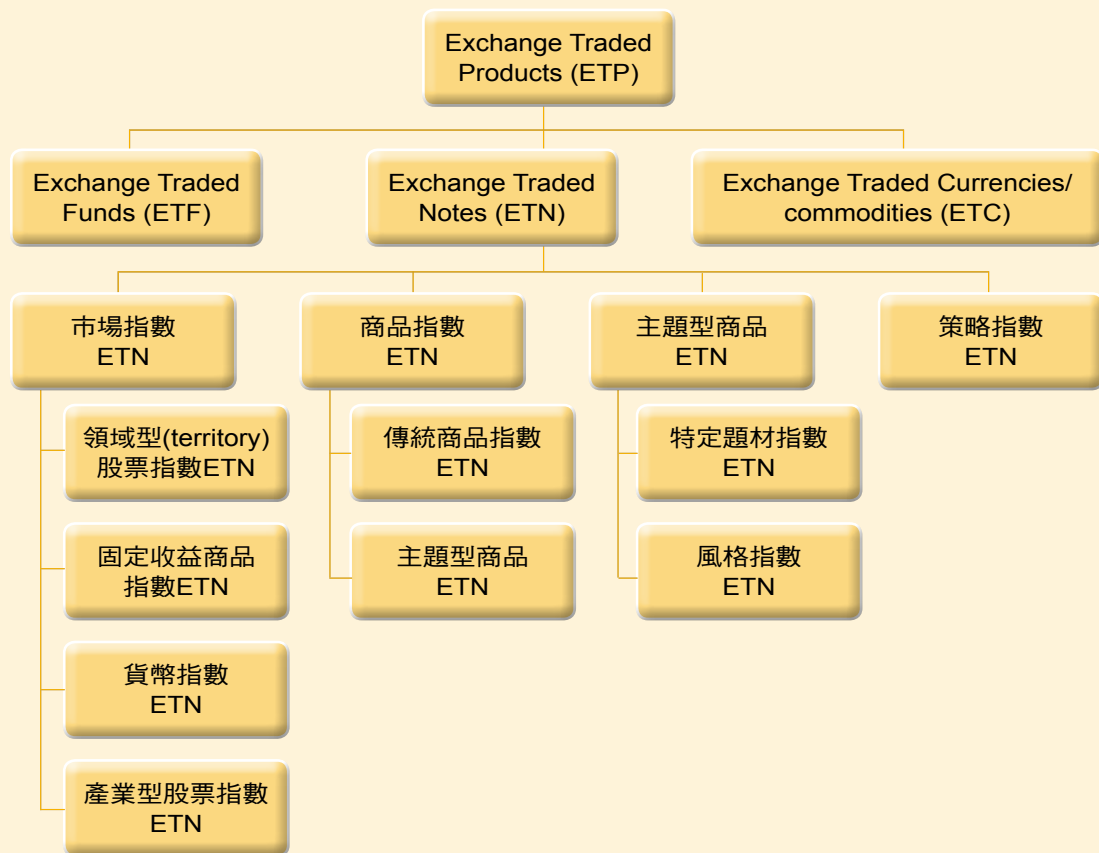 Exchange Traded
Products (ETP)
Exchange Traded
Funds (ETF)
Exchange Traded
Notes (ETN)
Exchange Traded Currencies/
commodities (ETC)
市場指數
ETN
商品指數
ETN
主題型商品
ETN
策略指數
ETN
領域型(territory)
股票指數ETN
傳統商品指數
ETN
特定題材指數
ETN
固定收益商品
指數ETN
主題型商品
ETN
風格指數
ETN
貨幣指數
ETN
產業型股票指數
ETN